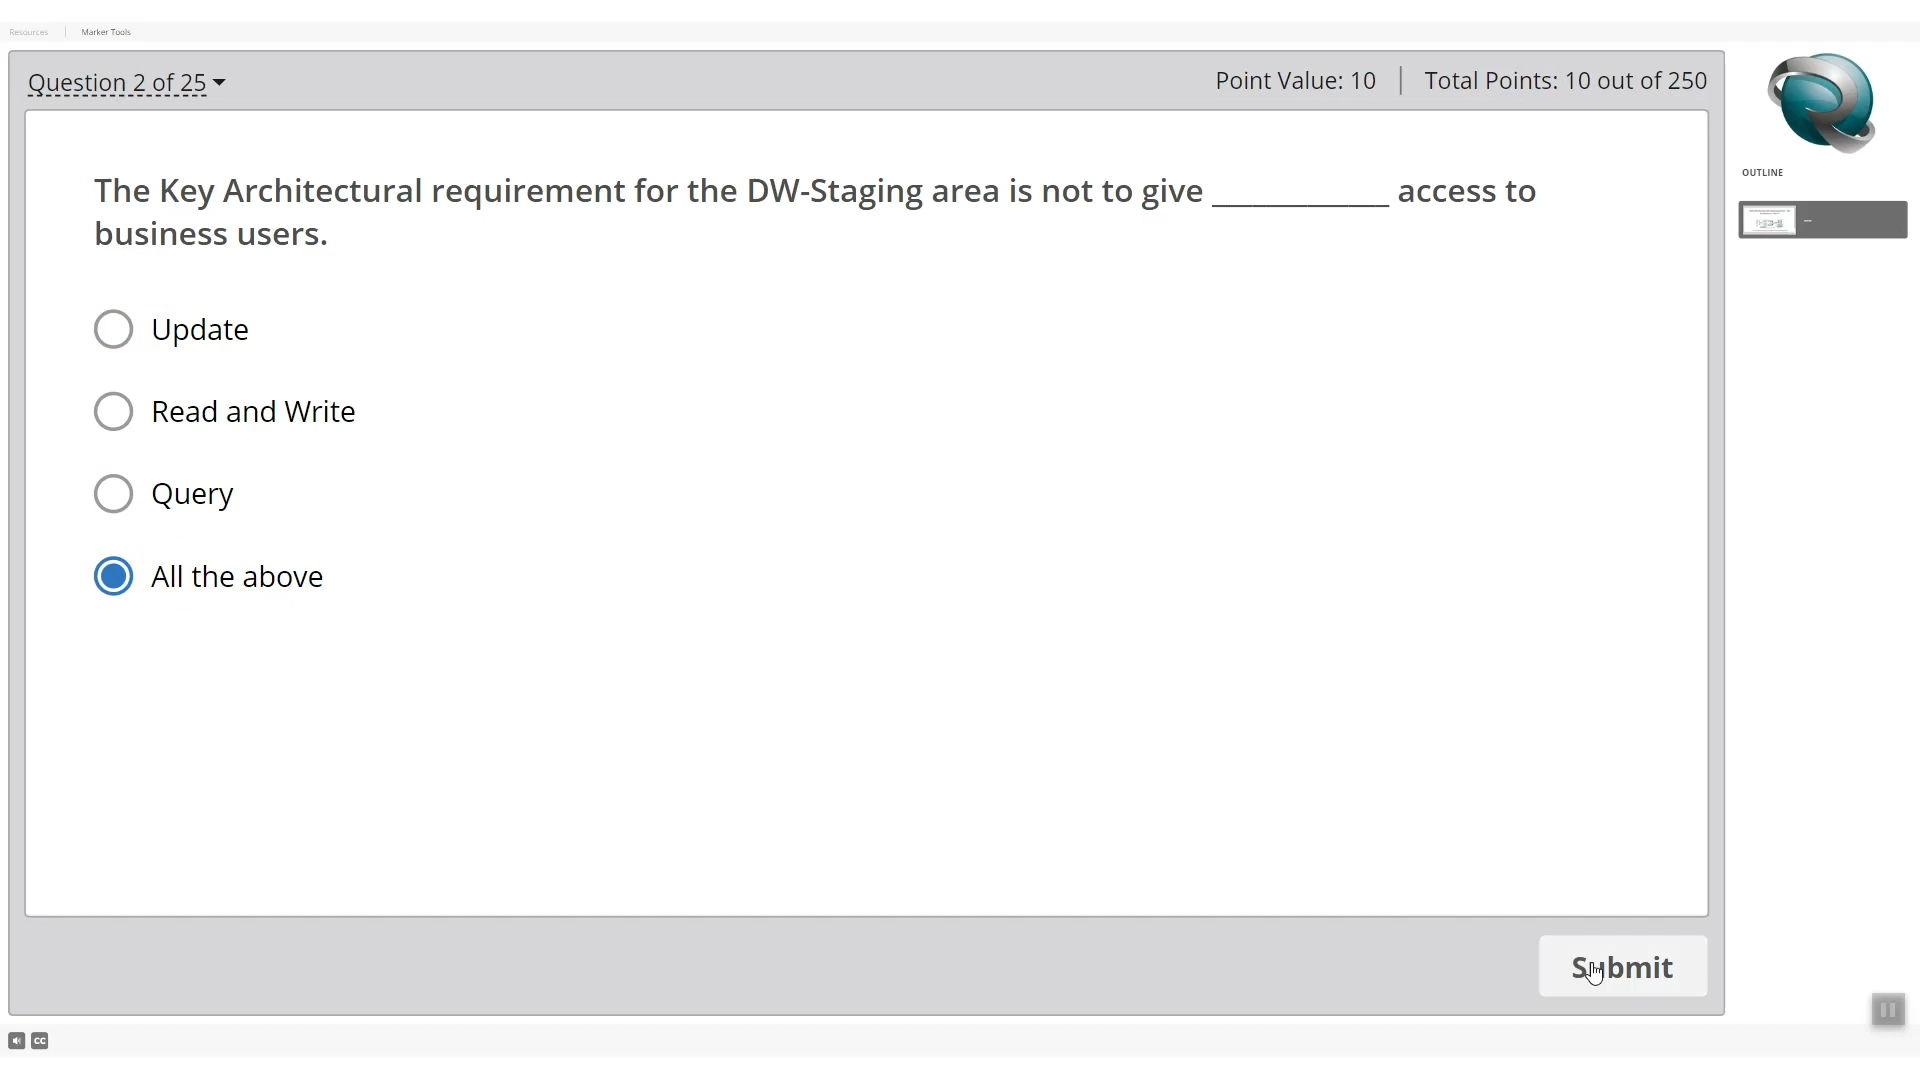 Resources
Marker Tools
Question 2 of 25
Point Value: 10
Total Points: 10 out of 250
The Key Architectural requirement for the DW-Staging area is not to give ____________ access to
business users.
Update
Read and Write
Query
All the above
Submit
OUTLINE
CC